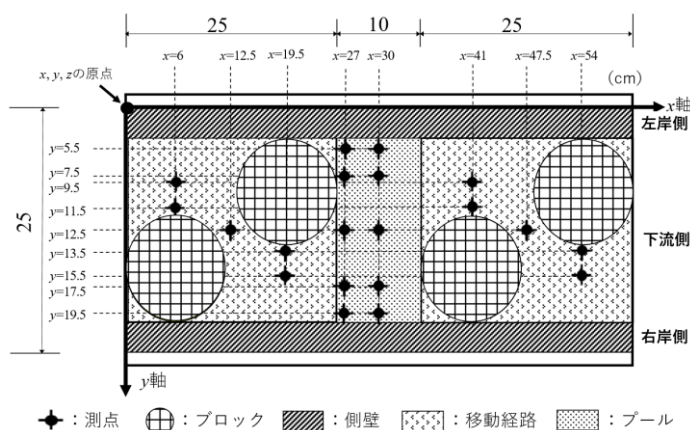 25 10 25
x=6 x=12.5 x=19.5 x=27 x=30 x=41 x=47.5 x=54
x, y, zの原点
(cm)
x軸
左岸側
25
y=5.5
y=7.5
y=9.5
y=11.5
y=12.5
y=13.5
y=15.5
y=17.5
y=19.5
下流側
右岸側
y軸
：測点 ：ブロック ：側壁 ：移動経路 ：プール